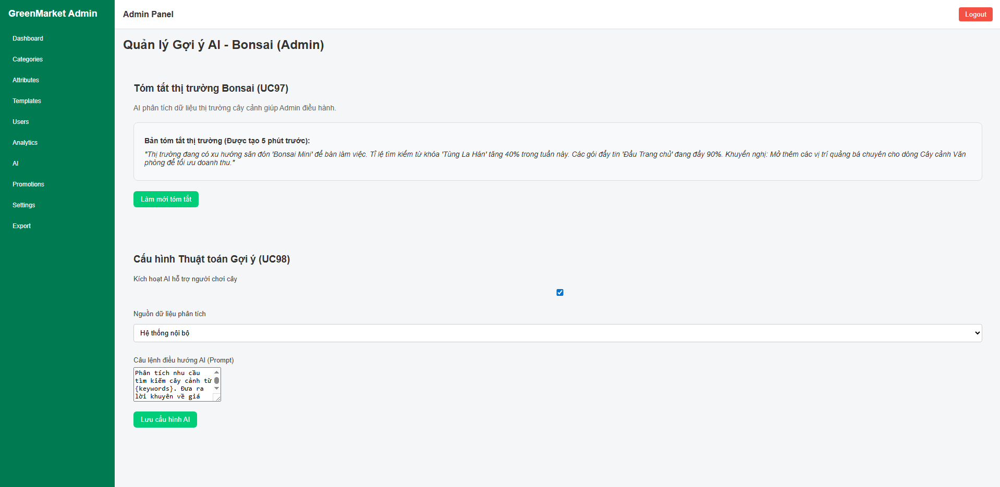 GreenMarket Admin
Admin Panel
Logout
Dashboard
Categories
Attributes
Templates
Users
Analytics
AI
Promotions
Settings
Export
Quản lý Gợi ý AI - Bonsai (Admin)
Tóm tắt thị trường Bonsai (UC97)
AI phân tích dữ liệu thị trường cây cảnh giúp Admin điều hành.
Bản tóm tắt thị trường (Được tạo 5 phút trước):
"Thị trường đang có xu hướng săn đón 'Bonsai Mini' để bàn làm việc. Tỉ lệ tìm kiếm từ khóa 'Tùng La Hán' tăng 40% trong tuần này. Các gói đẩy tin 'Đầu Trang chủ' đang đầy 90%. Khuyến nghị: Mở thêm các vị trí quảng bá chuyên cho dòng Cây cảnh Văn
phòng để tối ưu doanh thu."
Làm mới tóm tắt
Cấu hình Thuật toán Gợi ý (UC98)
Kích hoạt AI hỗ trợ người chơi cây
Nguồn dữ liệu phân tích
Hệ thống nội bộ
Câu lệnh điều hướng AI (Prompt)
Phân tích nhu cầu
tìm kiếm cây cảnh từ
{keywords}. Đưa ra
lời khuyên về giá
Lưu cấu hình AI